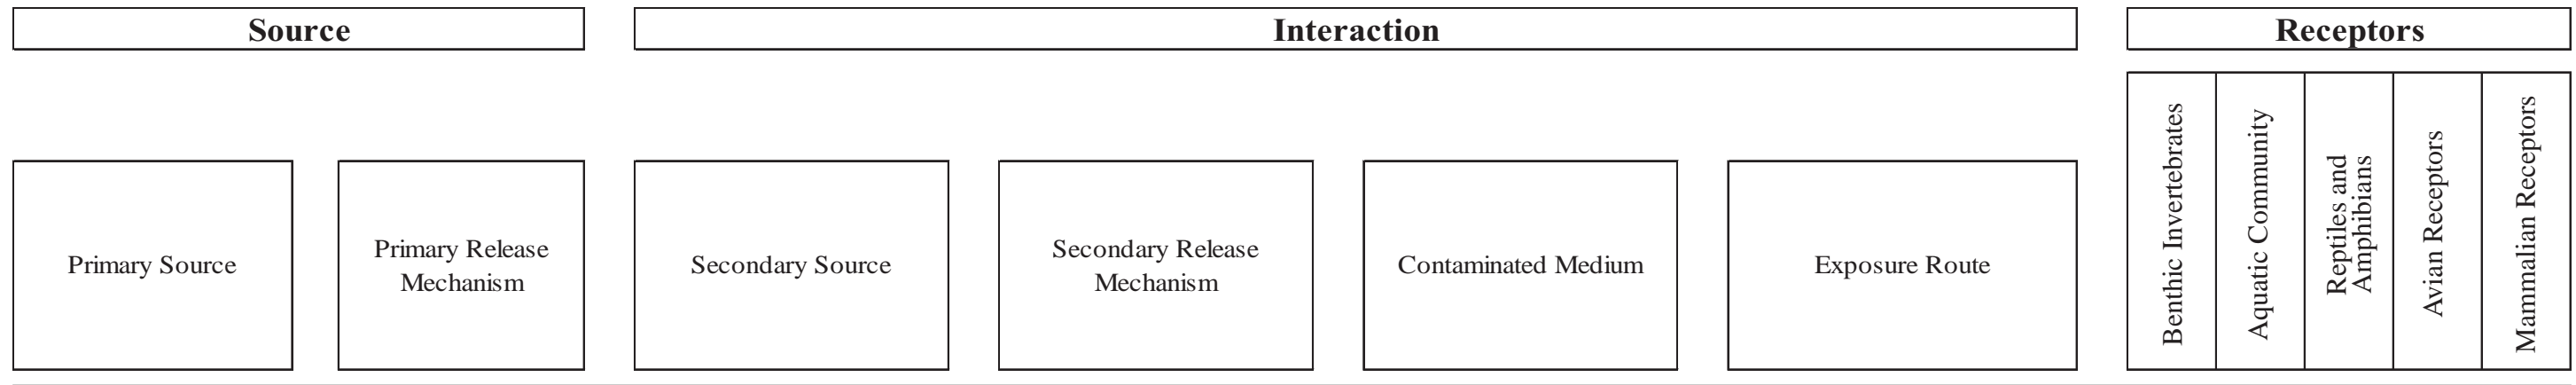 Source
Interaction
Receptors
Primary Source
Primary Release
Mechanism
Secondary Source
Secondary Release
Mechanism
Contaminated Medium
Exposure Route
Benthic Invertebrates
Aquatic Community
Reptiles and
Amphibians
Avian Receptors
Mammalian Receptors